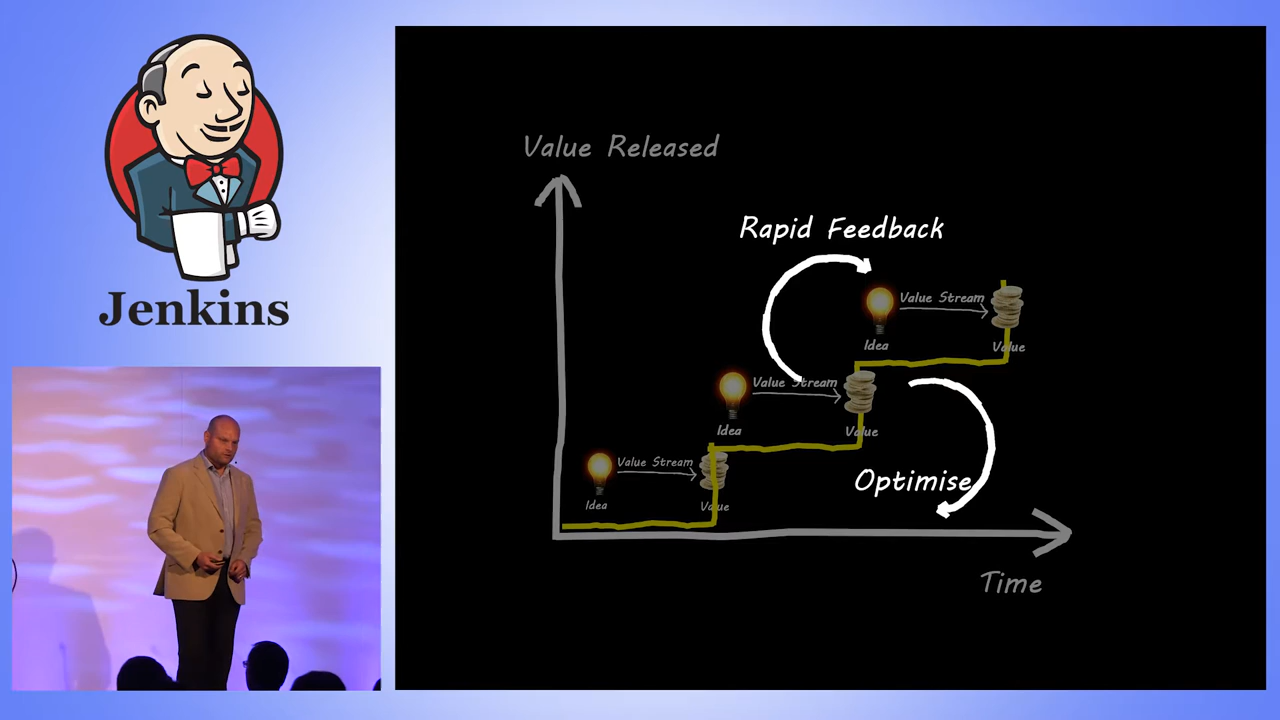 Jenkins
Value Released
Rapid Feedback
Value Stream
Idea
Value
Value Stream
Idea
Value
Optimise
Value Stream
Idea
Value
Time